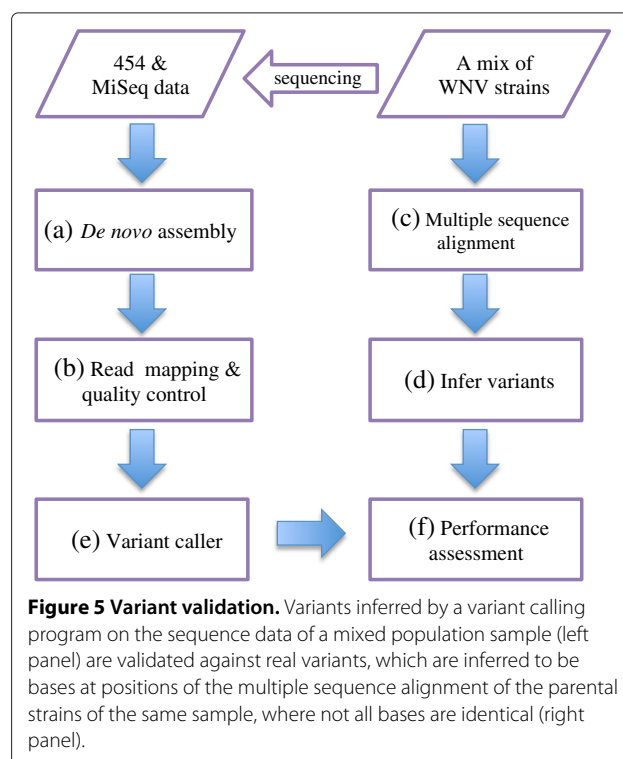 454 &
MiSeq data
sequencing
A mix of
WNV strains
(a) De novo assembly
(c) Multiple sequence
alignment
(b) Read mapping &
quality control
(d) Infer variants
(e) Variant caller
(f) Performance
assessment
Figure 5 Variant validation. Variants inferred by a variant calling
program on the sequence data of a mixed population sample (left
panel) are validated against real variants, which are inferred to be
bases at positions of the multiple sequence alignment of the parental
strains of the same sample, where not all bases are identical (right
panel).